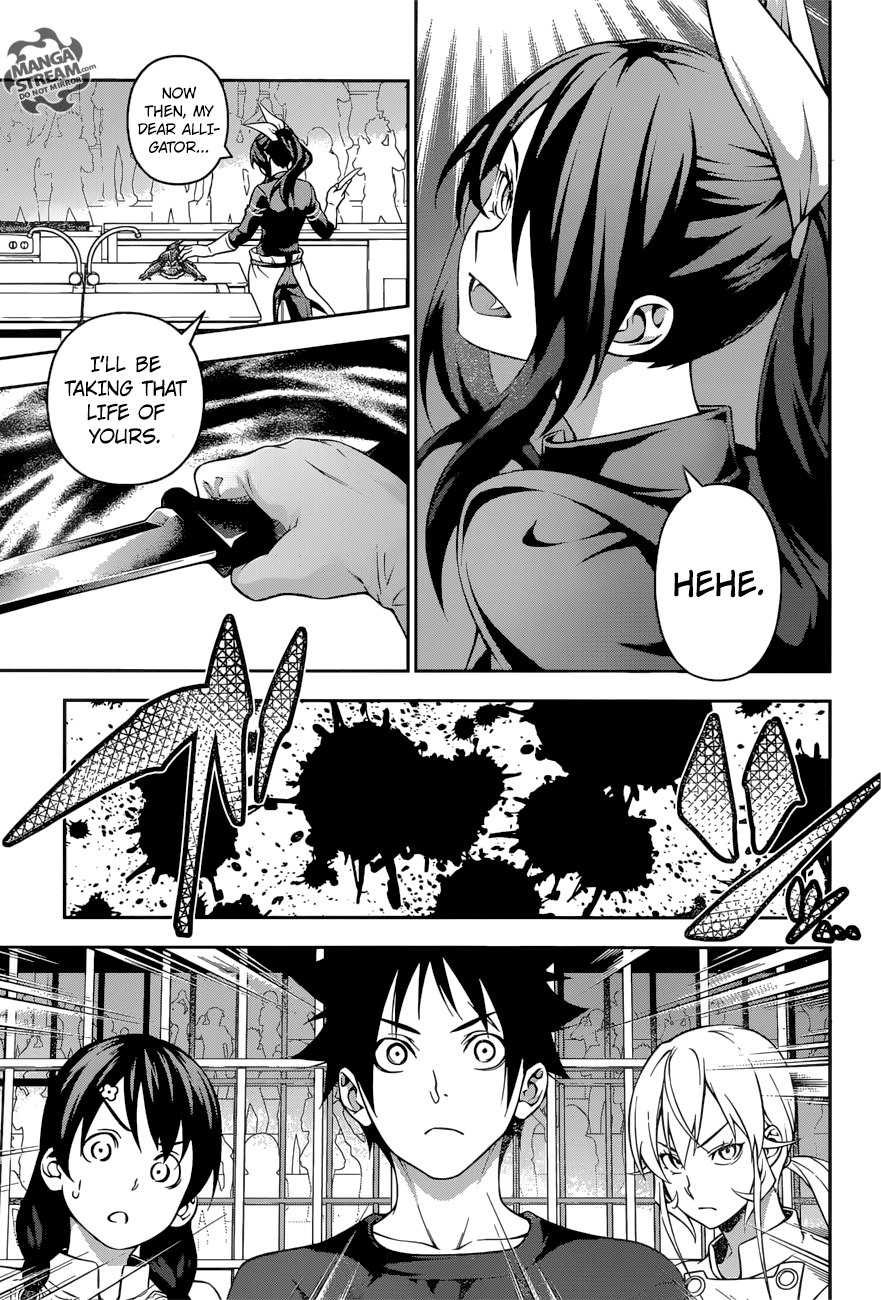 MANGA
STREAM.com
DO NOT MIRROR
HEHE.
NOW
THEN, MY
DEAR ALLI-
GATOR...
I'LL BE
TAKING THAT
LIFE OF
YOURS.